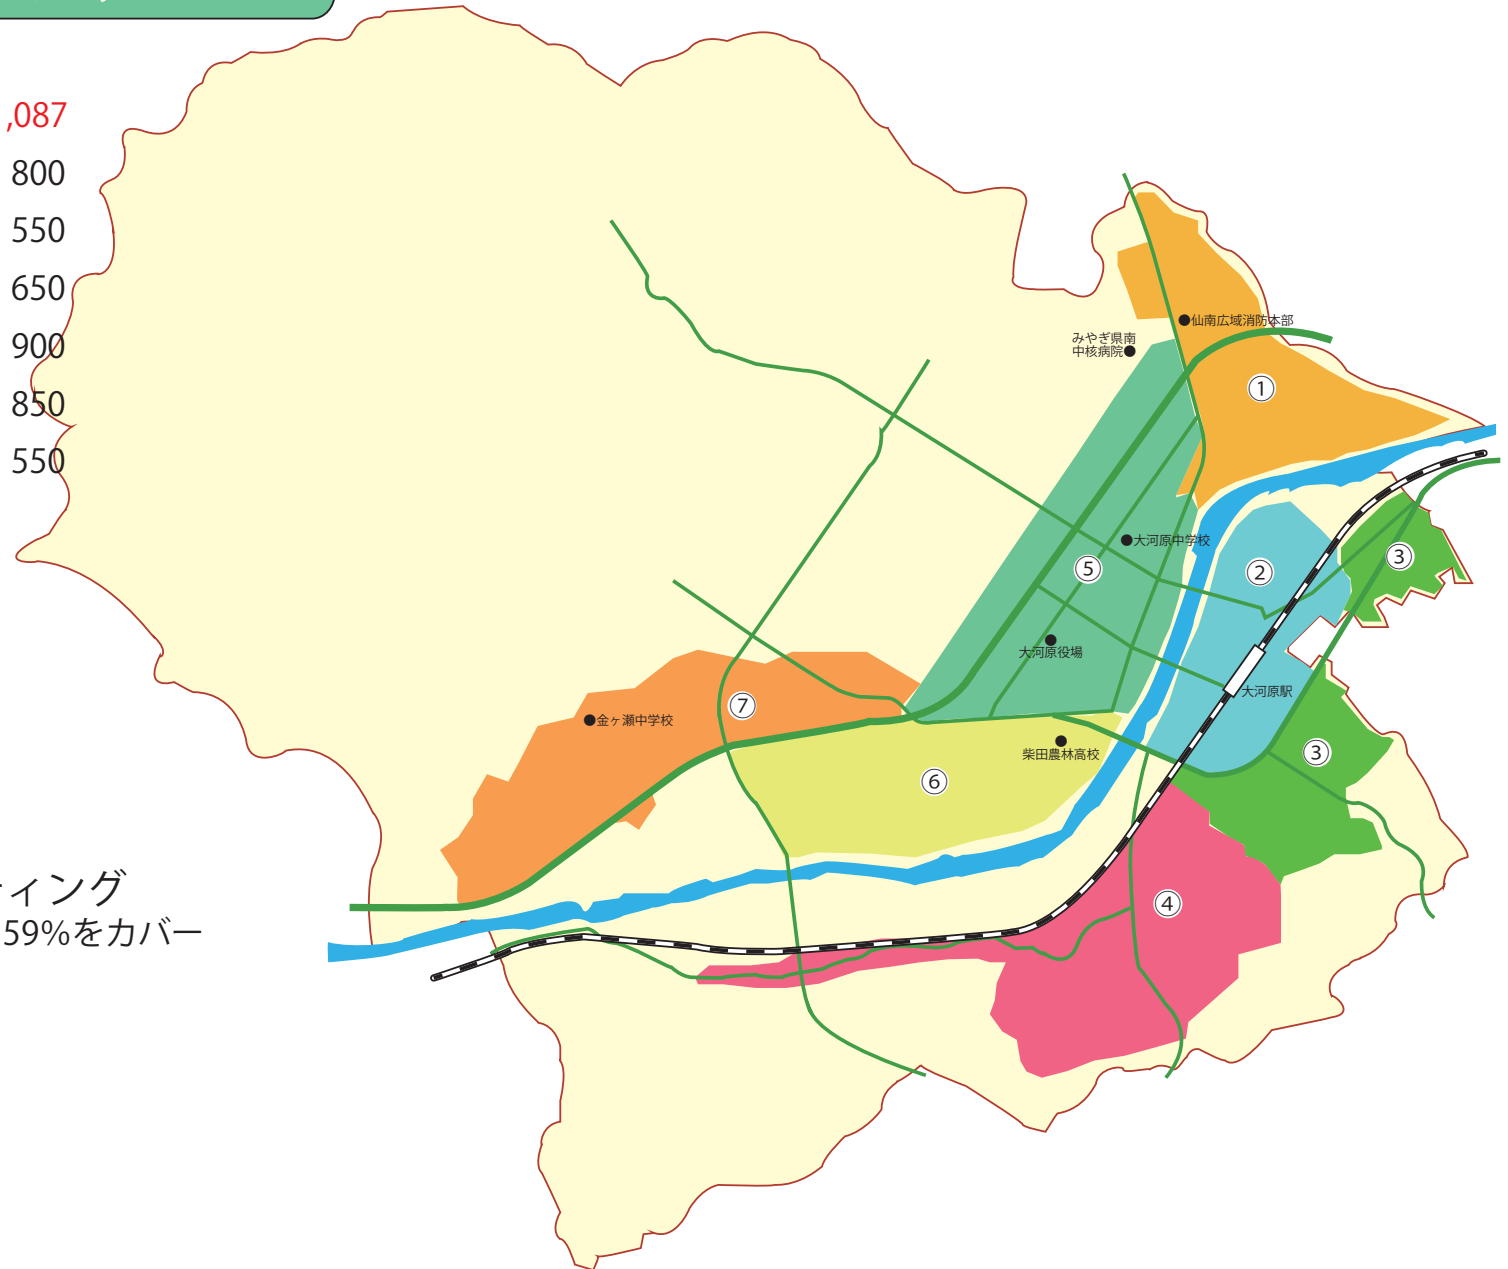 ,087
800
550
650
900
850
550
ティング
59%をカバー
仙南広域消防本部
みやぎ県南
中核病院
①
大河原中学校
⑤
②
③
大河原役場
大河原駅
⑦
金ヶ瀬中学校
柴田農林高校
③
⑥
④